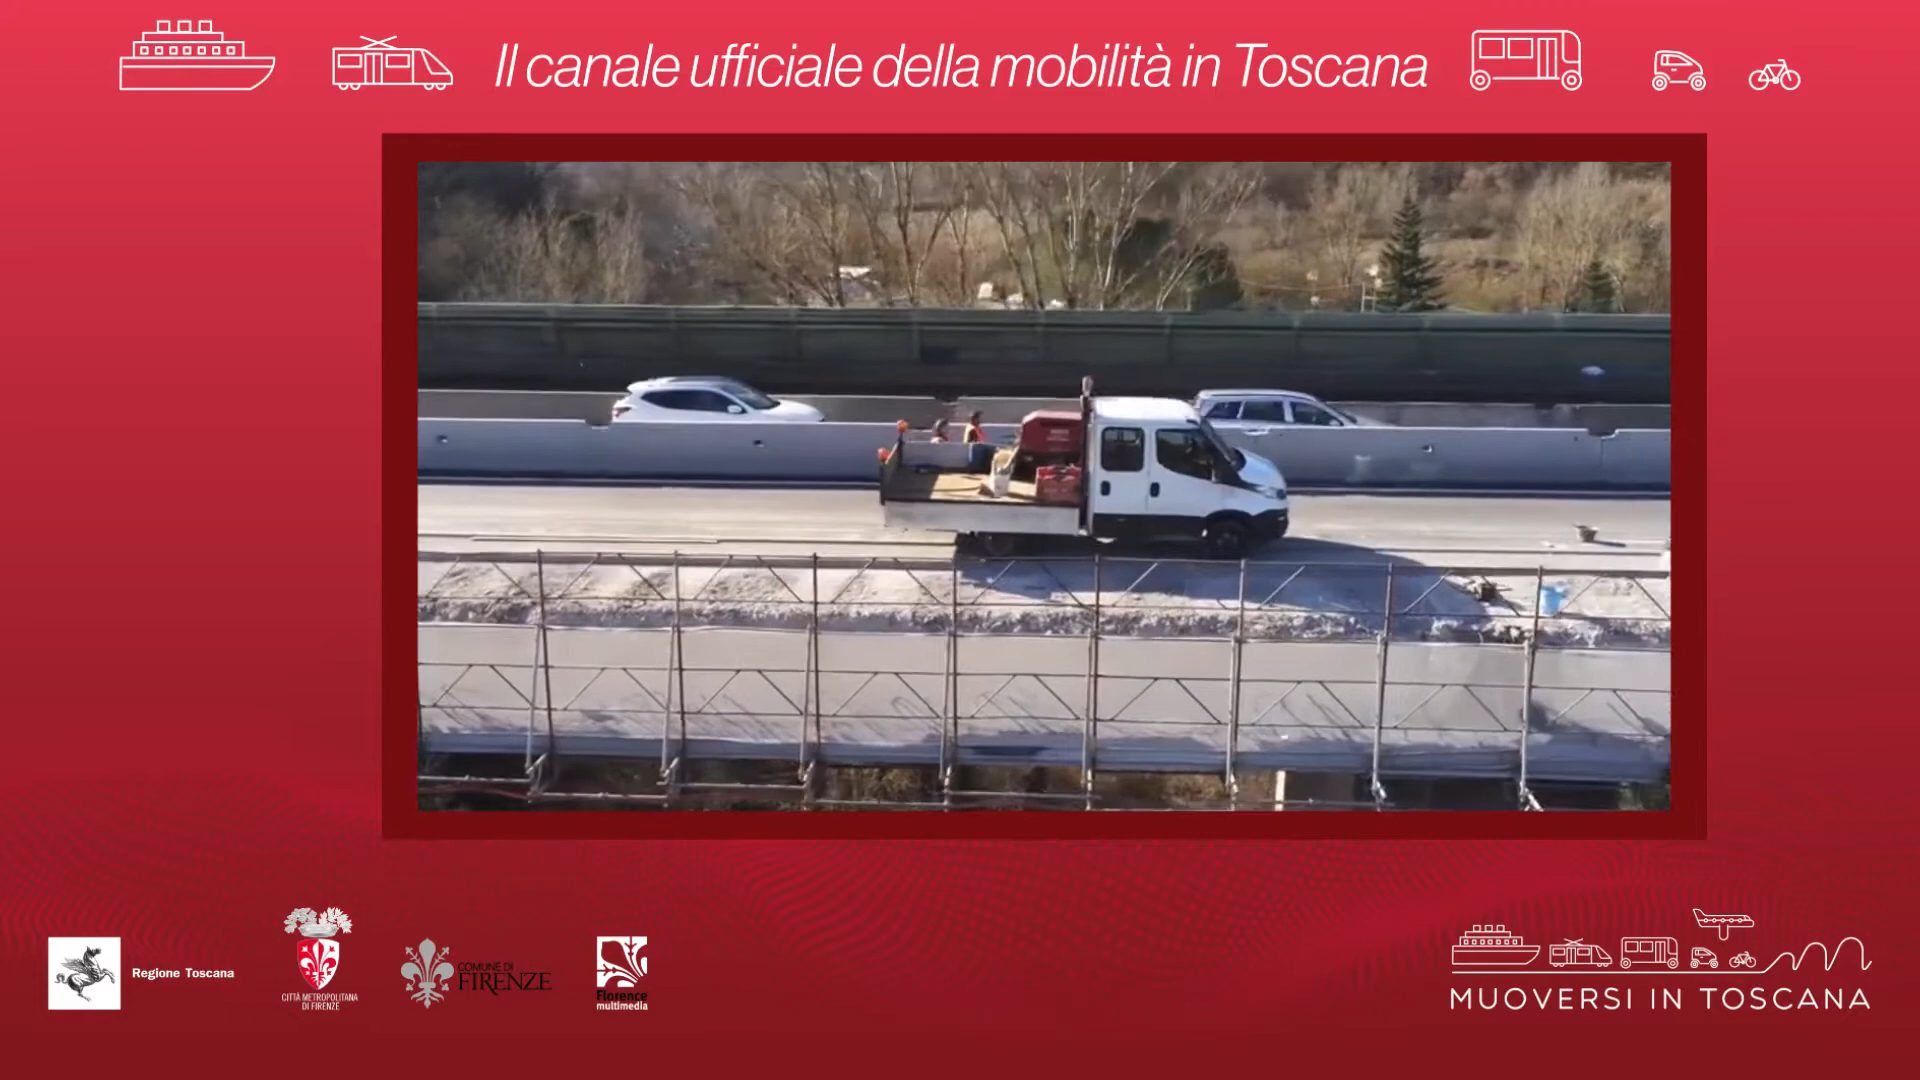 Il canale ufficiale della mobilità in Toscana
Regione Toscana
CITTÀ METROPOLITANA
DI FIRENZE
COMUNE DI
FIRENZE
Florence
multimedia
MUOVERSI IN TOSCANA